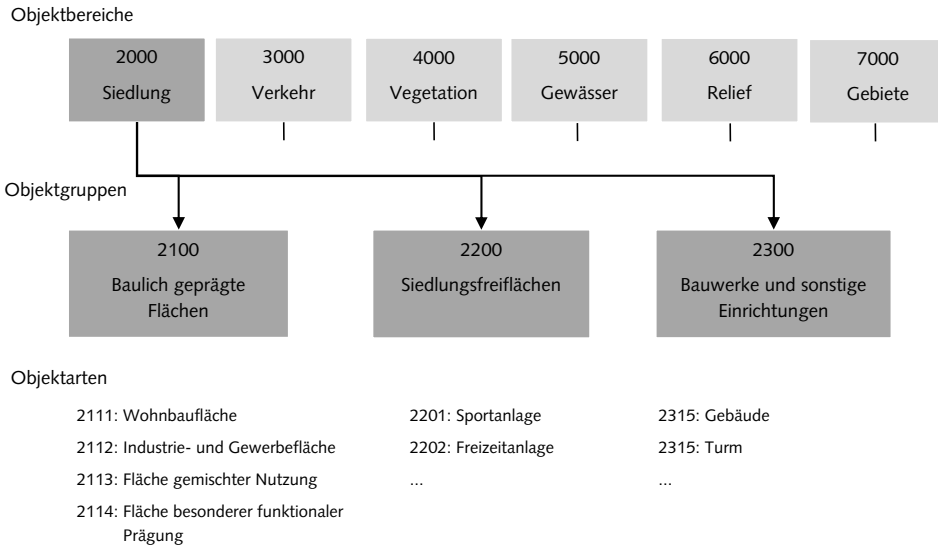 Objektbereiche
2000
Siedlung
3000
Verkehr
4000
Vegetation
5000
Gewässer
6000
Relief
7000
Gebiete
Objektgruppen
2100
Baulich geprägte
Flächen
2200
Siedlungsfreiflächen
2300
Bauwerke und sonstige
Einrichtungen
Objektarten
2111: Wohnbaufläche
2112: Industrie- und Gewerbefläche
2113: Fläche gemischter Nutzung
2114: Fläche besonderer funktionaler
Prägung
2201: Sportanlage
2202: Freizeitanlage
...
2315: Gebäude
2315: Turm
...